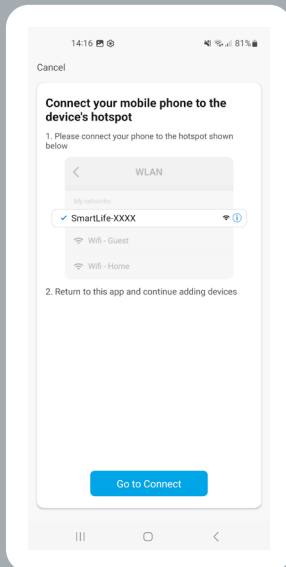 14:16 81%
Cancel
Connect your mobile phone to the
device's hotspot
1. Please connect your phone to the hotspot shown
below
WLAN
My networks
SmartLife-XXXX
Wifi - Guest
Wifi - Home
2. Return to this app and continue adding devices
Go to Connect